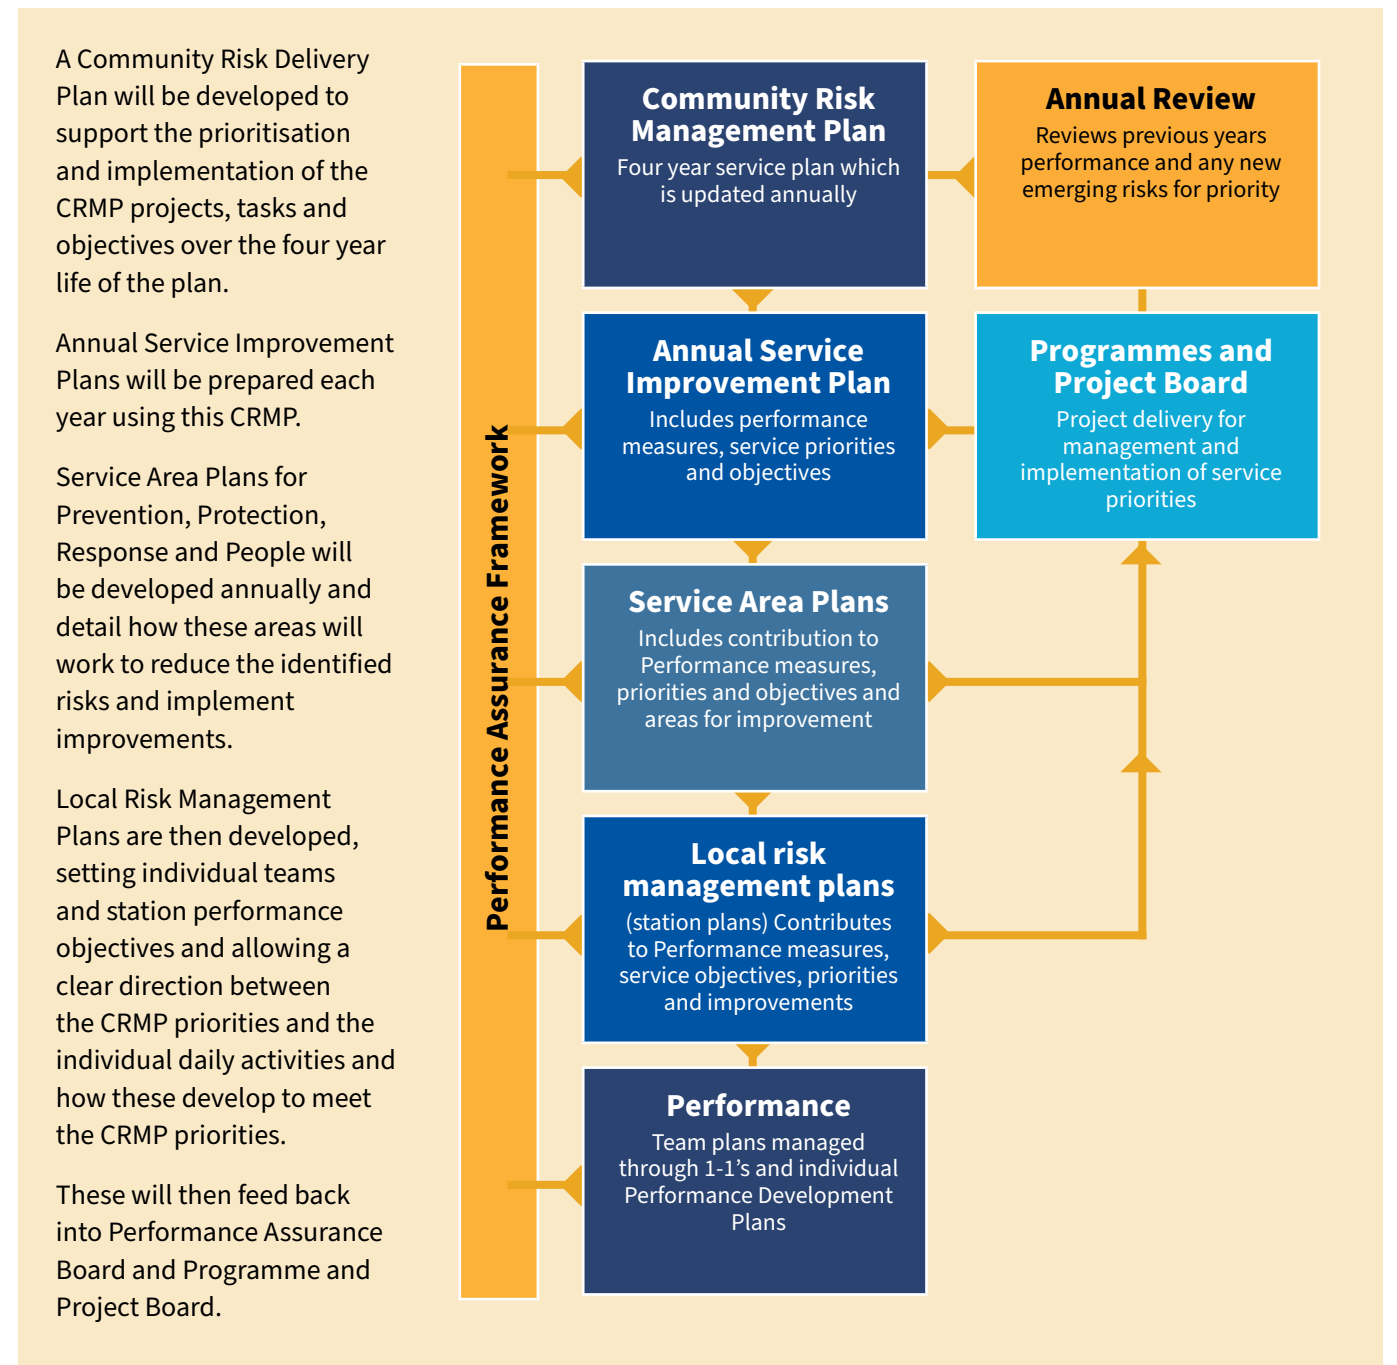 A Community Risk Delivery
Plan will be developed to
support the prioritisation
and implementation of the
CRMP projects, tasks and
objectives over the four year
life of the plan.
Annual Service Improvement
Plans will be prepared each
year using this CRMP.
Service Area Plans for
Prevention, Protection,
Response and People will
be developed annually and
detail how these areas will
work to reduce the identified
risks and implement
improvements.
Local Risk Management
Plans are then developed,
setting individual teams
and station performance
objectives and allowing a
clear direction between
the CRMP priorities and the
individual daily activities and
how these develop to meet
the CRMP priorities.
These will then feed back
into Performance Assurance
Board and Programme and
Project Board.
Performance Assurance Framework
Community Risk
Management Plan
Four year service plan which
is updated annually
Annual Review
Reviews previous years
performance and any new
emerging risks for priority
Annual Service
Improvement Plan
Includes performance
measures, service priorities
and objectives
Programmes and
Project Board
Project delivery for
management and
implementation of service
priorities
Service Area Plans
Includes contribution to
Performance measures,
priorities and objectives and
areas for improvement
Local risk
management plans
(station plans) Contributes
to Performance measures,
service objectives, priorities
and improvements
Performance
Team plans managed
through 1-1’s and individual
Performance Development
Plans